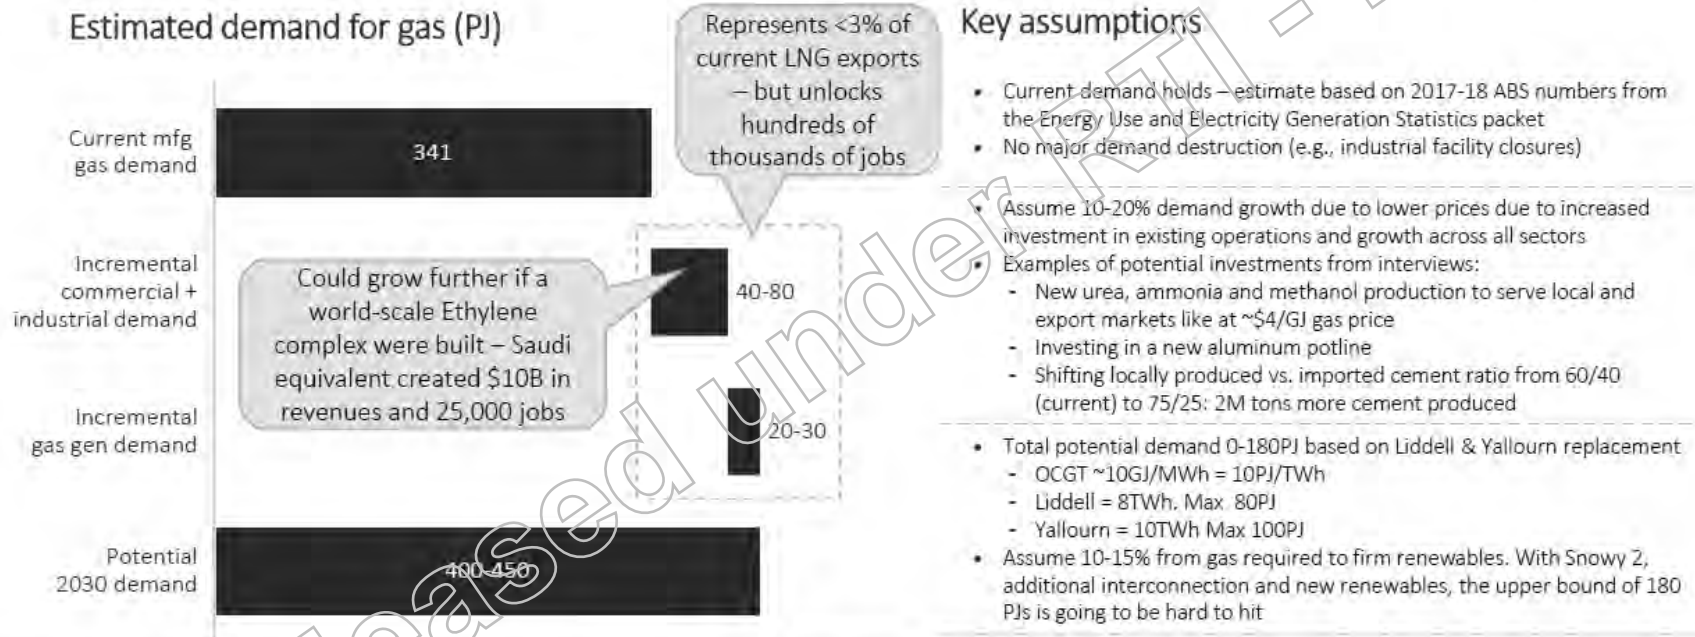 Estimated demand for gas (PJ)
Represents <3% of
current LNG exports
– but unlocks
hundreds of
thousands of jobs
Current mfg
gas demand
341
Incremental
commercial +
industrial demand
Could grow further if a
world-scale Ethylene
complex were built – Saudi
equivalent created $10B in
revenues and 25,000 jobs
40-80
Incremental
gas gen demand
20-30
Potential
2030 demand
400-450
Key assumptions
• Current demand holds – estimate based on 2017-18 ABS numbers from
the Energy Use and Electricity Generation Statistics packet
• No major demand destruction (e.g., industrial facility closures)
• Assume 10-20% demand growth due to lower prices due to increased
investment in existing operations and growth across all sectors
• Examples of potential investments from interviews:
- New urea, ammonia and methanol production to serve local and
export markets like at ~$4/GJ gas price
- Investing in a new aluminum potline
- Shifting locally produced vs. imported cement ratio from 60/40
(current) to 75/25: 2M tons more cement produced
• Total potential demand 0-180PJ based on Liddell & Yallourn replacement
- OCGT ~10GJ/MWh = 10PJ/TWh
- Liddell = 8TWh. Max 80PJ
- Yallourn = 10TWh Max 100PJ
• Assume 10-15% from gas required to firm renewables. With Snowy 2,
additional interconnection and new renewables, the upper bound of 180
PJs is going to be hard to hit
leased under RTI -